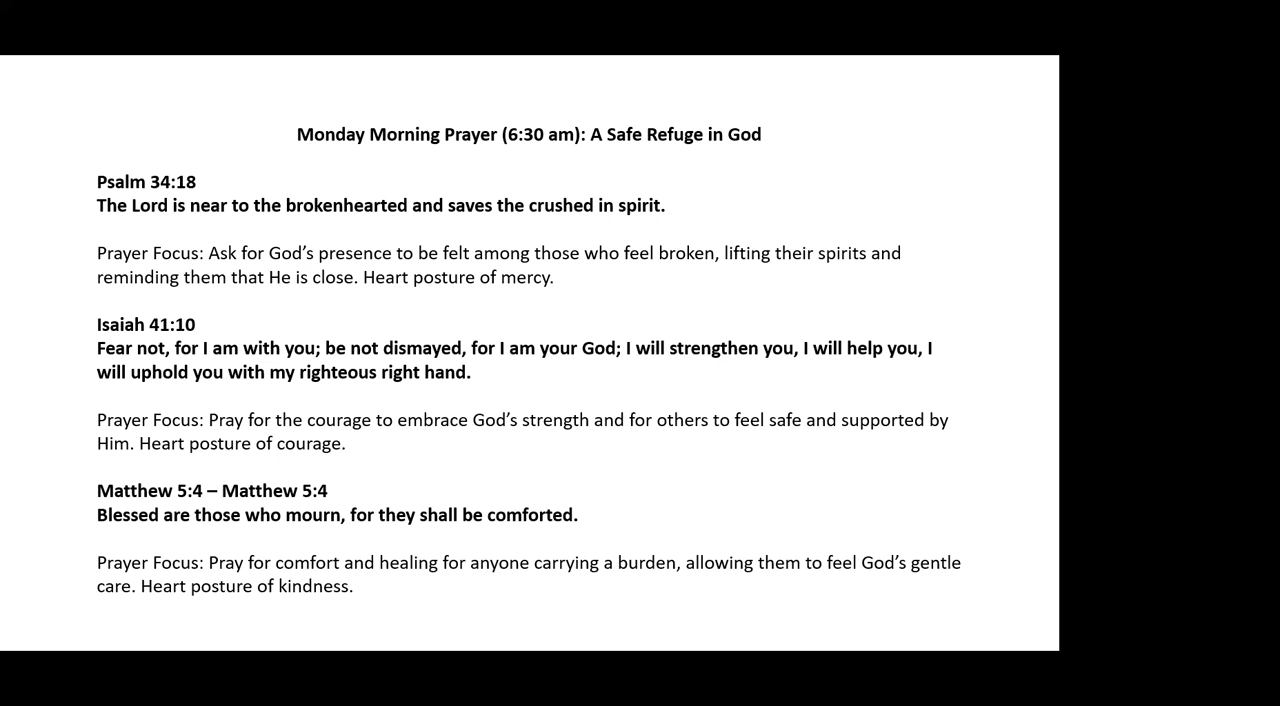 Monday Morning Prayer (6:30 am): A Safe Refuge in God
Psalm 34:18
The Lord is near to the brokenhearted and saves the crushed in spirit.
Prayer Focus: Ask for God’s presence to be felt among those who feel broken, lifting their spirits and
reminding them that He is close. Heart posture of mercy.
Isaiah 41:10
Fear not, for I am with you; be not dismayed, for I am your God; I will strengthen you, I will help you, I
will uphold you with my righteous right hand.
Prayer Focus: Pray for the courage to embrace God’s strength and for others to feel safe and supported by
Him. Heart posture of courage.
Matthew 5:4 – Matthew 5:4
Blessed are those who mourn, for they shall be comforted.
Prayer Focus: Pray for comfort and healing for anyone carrying a burden, allowing them to feel God’s gentle
care. Heart posture of kindness.